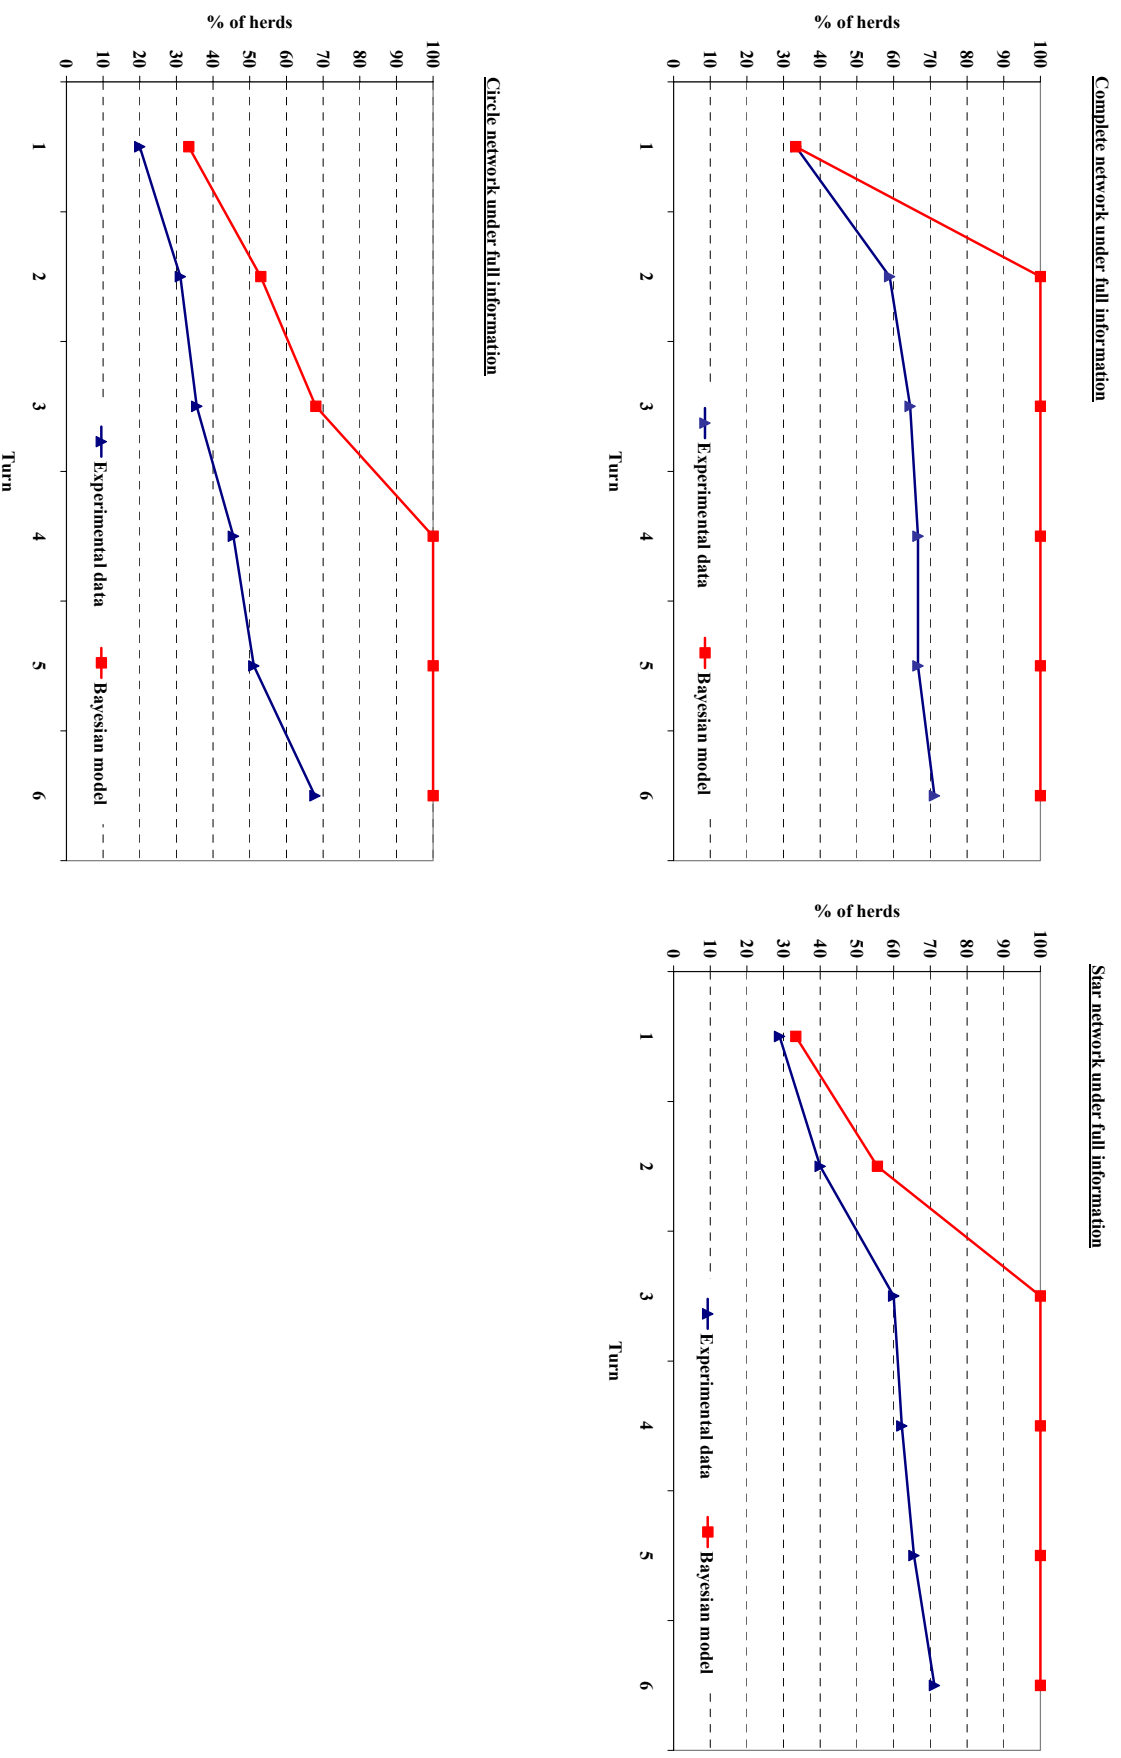 Complete network under full information
% of herds
100
90
80
70
60
50
40
30
20
10
0
1 2 3 4 5 6
Turn
Experimental data Bayesian model
Star network under full information
% of herds
100
90
80
70
60
50
40
30
20
10
0
1 2 3 4 5 6
Turn
Experimental data Bayesian model
Circle network under full information
% of herds
100
90
80
70
60
50
40
30
20
10
0
1 2 3 4 5 6
Turn
Experimental data Bayesian model